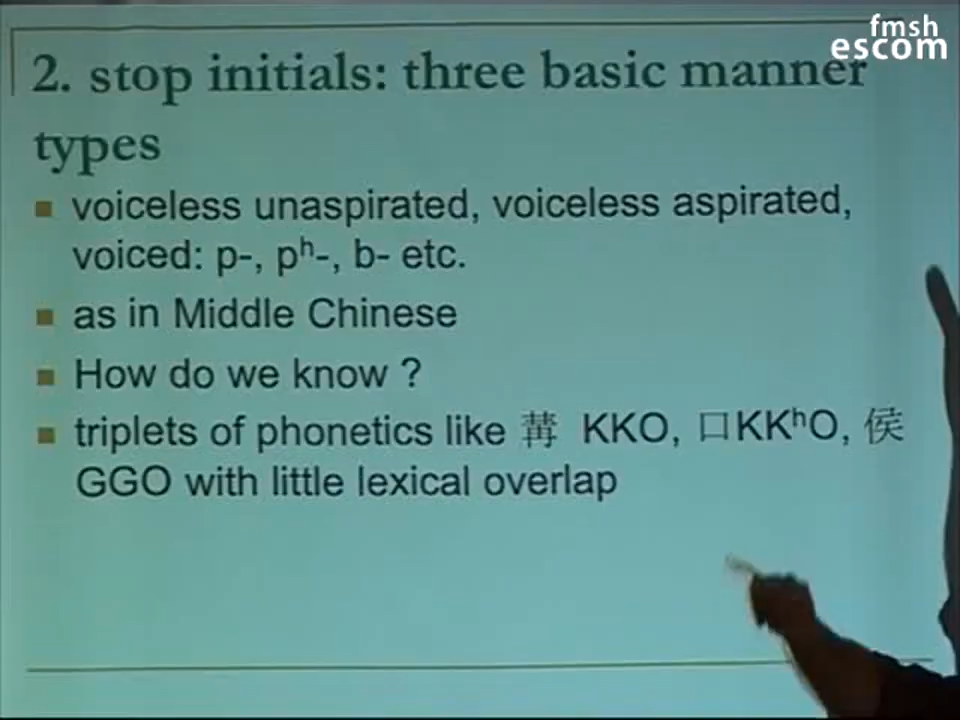 fmsh
escom
2. stop initials: three basic manner
types
■ voiceless unaspirated, voiceless aspirated,
voiced: p-, pʰ-, b- etc.
■ as in Middle Chinese
■ How do we know ?
■ triplets of phonetics like 冓 KKO, 口KKʰO, 侯
GGO with little lexical overlap